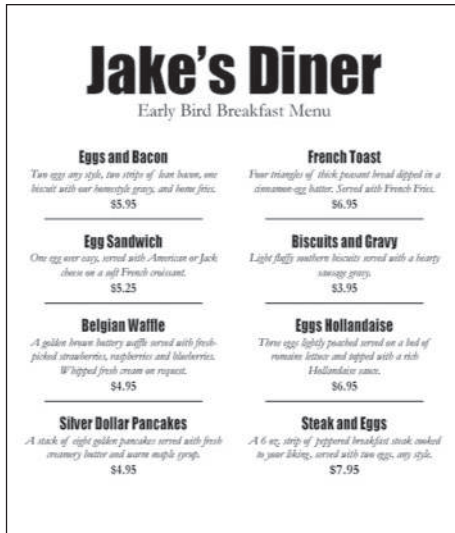 Jake's Diner
Early Bird Breakfast Menu
Eggs and Bacon
Two eggs any style, two strips of lean bacon, one
biscuit with our homestyle gravy, and home fries.
$5.95
Egg Sandwich
One egg over easy, served with American or Jack
cheese on a soft French croissant.
$5.25
Belgian Waffle
A golden brown buttery waffle served with fresh-
picked strawberries, raspberries and blueberries.
Whipped fresh cream on request.
$4.95
Silver Dollar Pancakes
A stack of eight golden pancakes served with fresh
creamery butter and warm maple syrup.
$4.95
French Toast
Four triangles of thick peasant bread dipped in a
cinnamon-egg batter. Served with French Fries.
$6.95
Biscuits and Gravy
Light fluffy southern biscuits served with a hearty
sausage gravy.
$3.95
Eggs Hollandaise
Three eggs lightly poached served on a bed of
romaine lettuce and topped with a rich
Hollandaise sauce.
$6.95
Steak and Eggs
A 6 oz. strip of peppered breakfast steak cooked
to your liking, served with two eggs, any style.
$7.95